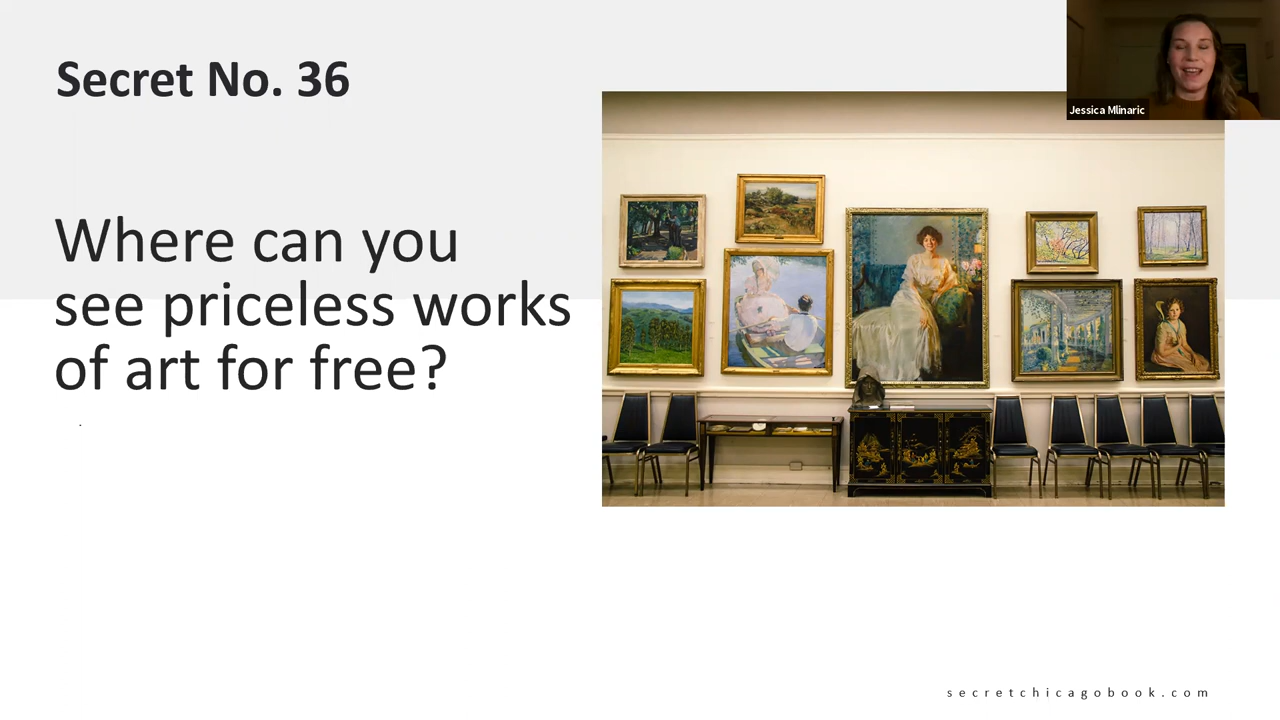 Secret No. 36
Jessica Mlinaric
Where can you
see priceless works
of art for free?
.
secretchicagobook.com